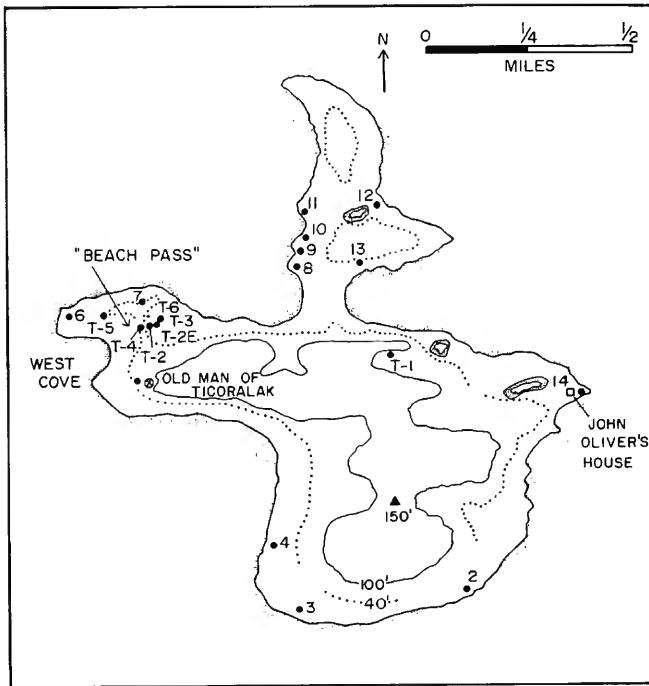 0 1/4 1/2
MILES
N
12
11
10
9
8
13
"BEACH PASS"
7
6
T-5
T-6
T-3
T-4
T-2E
T-2
WEST
COVE
T-1
OLD MAN OF
TICORALAK
14
JOHN
OLIVER'S
HOUSE
150'
4
100'
2
40'
3